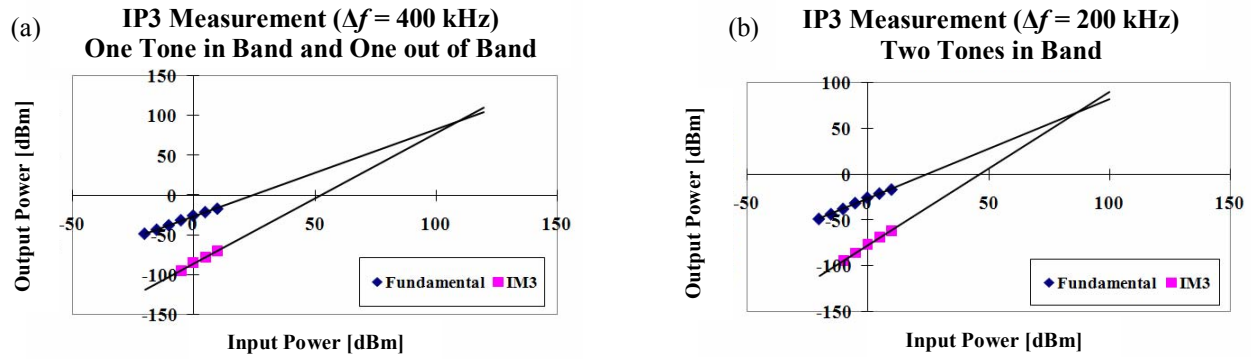 (a)
IP3 Measurement (Δf = 400 kHz)
One Tone in Band and One out of Band
150
100
50
0
-50
-100
-150
-50
0
50
100
150
Output Power [dBm]
Input Power [dBm]
Fundamental IM3
(b)
IP3 Measurement (Δf = 200 kHz)
Two Tones in Band
100
50
0
-50
-100
-150
-50
0
50
100
150
Output Power [dBm]
Input Power [dBm]
Fundamental IM3